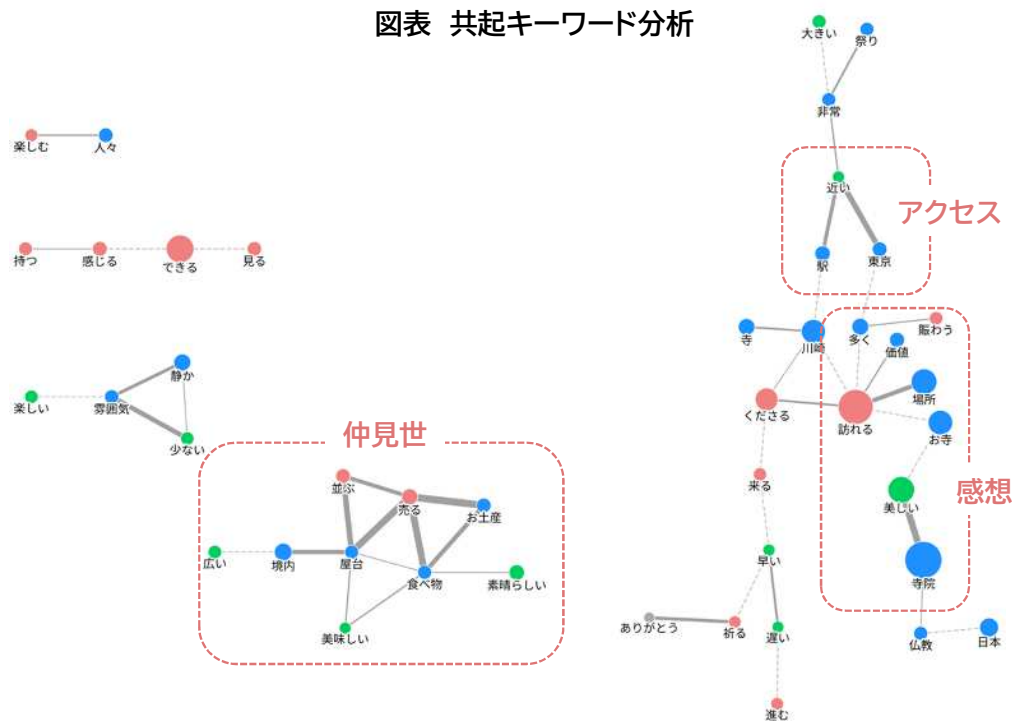 図表 共起キーワード分析
大きい
祭り
非常
楽しむ
人々
近い
アクセス
持つ
感じる
できる
見る
駅
東京
寺
川崎
多く
賑わう
価値
静か
場所
楽しい
雰囲気
くださる
訪れる
お寺
少ない
仲見世
並ぶ
売る
お土産
来る
美しい
感想
広い
境内
屋台
食べ物
素晴らしい
早い
寺院
美味しい
ありがとう
祈る
遅い
仏教
日本
進む